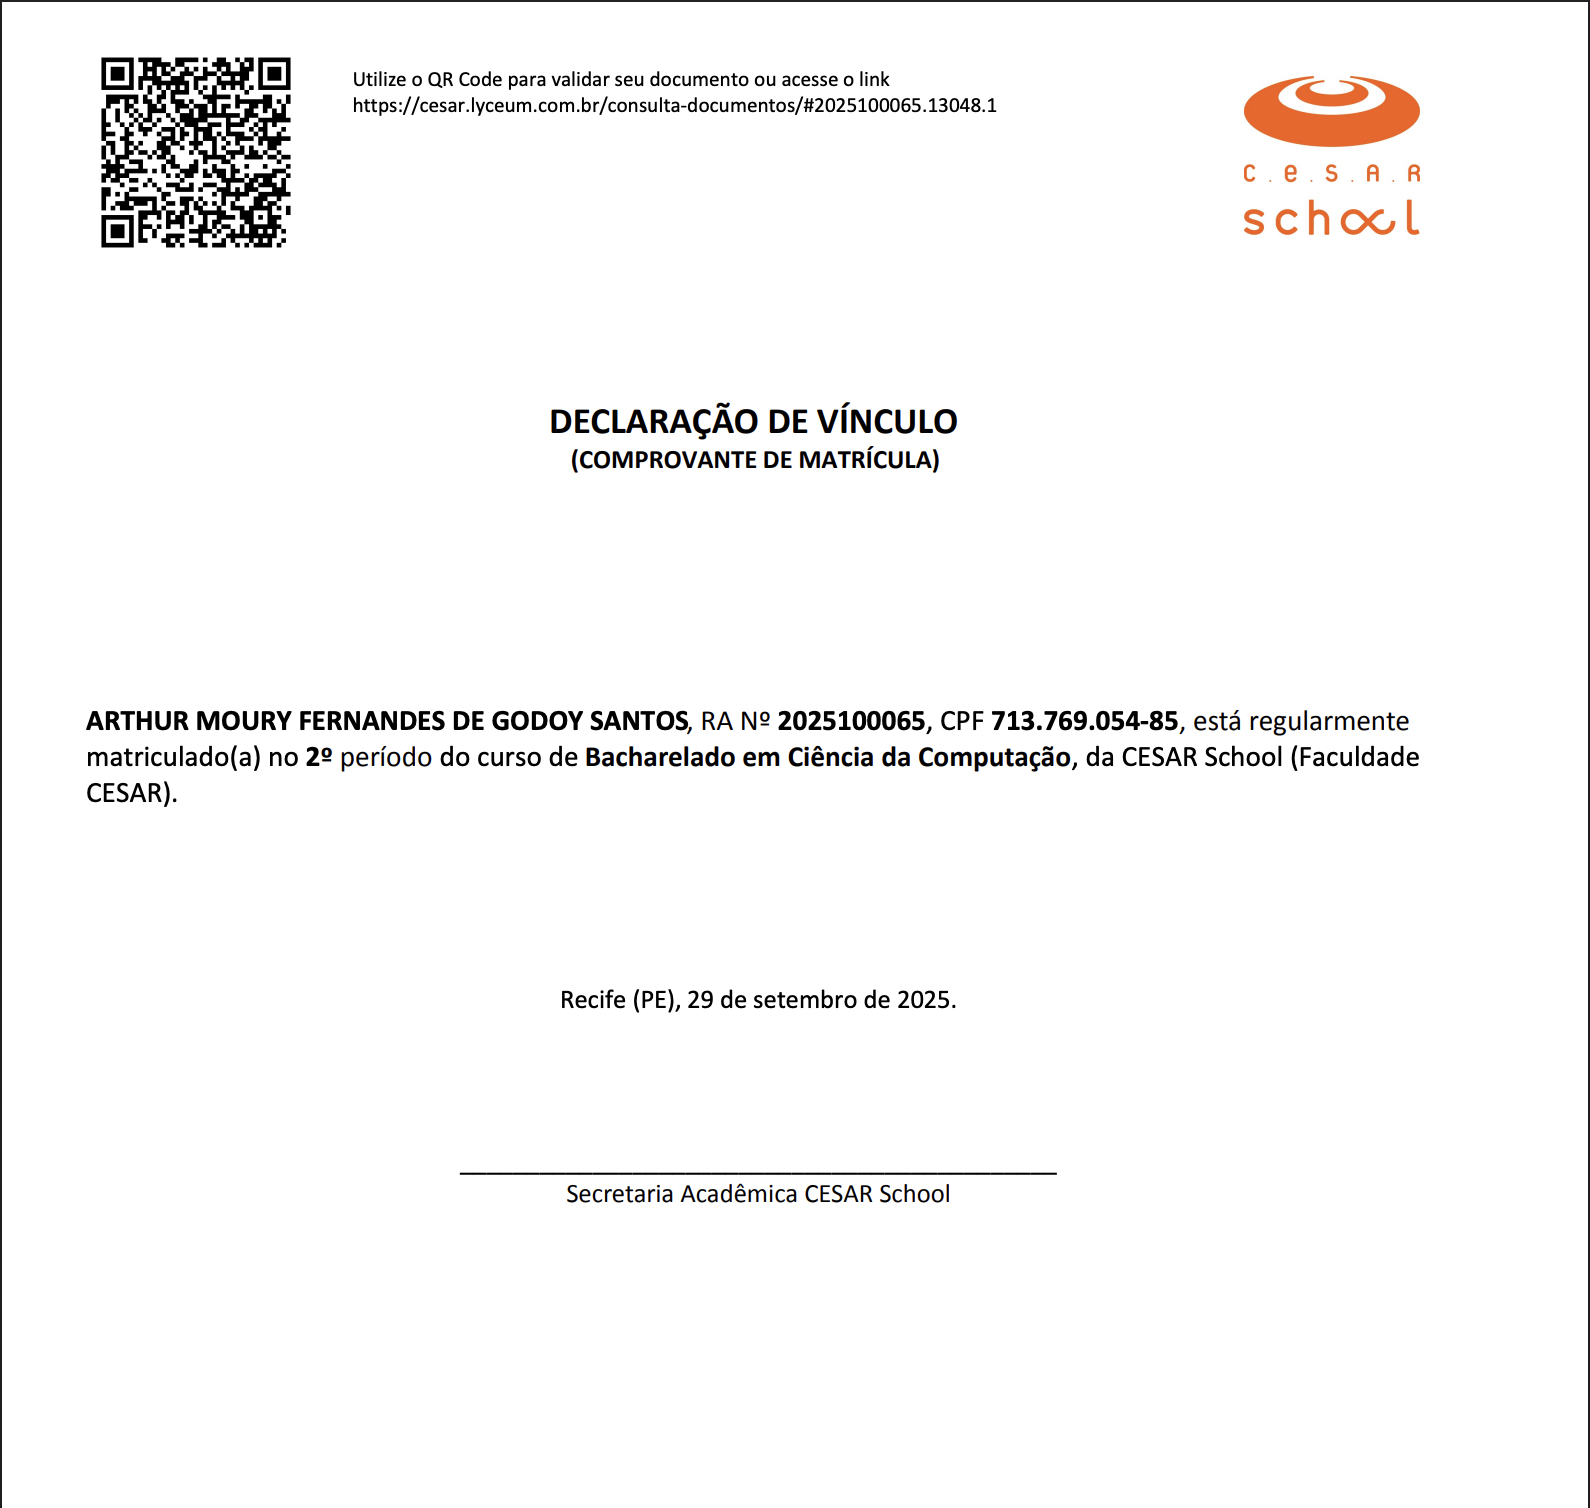 Utilize o QR Code para validar seu documento ou acesse o link
https://cesar.lyceum.com.br/consulta-documentos/#2025100065.13048.1
c.e.s.A.R
school
DECLARAÇÃO DE VÍNCULO
(COMPROVANTE DE MATRÍCULA)
ARTHUR MOURY FERNANDES DE GODOY SANTOS, RA Nº 2025100065, CPF 713.769.054-85, está regularmente
matriculado(a) no 2º período do curso de Bacharelado em Ciência da Computação, da CESAR School (Faculdade
CESAR).
Recife (PE), 29 de setembro de 2025.
Secretaria Acadêmica CESAR School